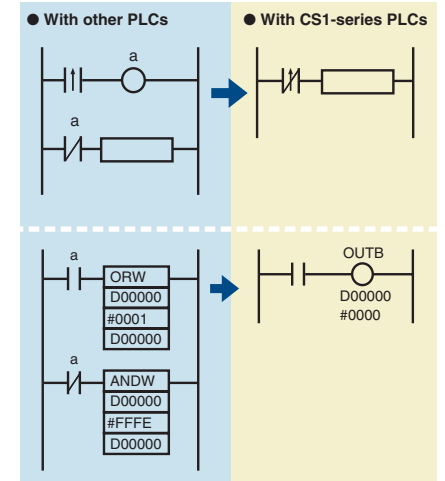 ● With other PLCs
● With CS1-series PLCs
a
a
a
ORW
D00000
#0001
D00000
a
ANDW
D00000
#FFFE
D00000
OUTB
D00000
#0000